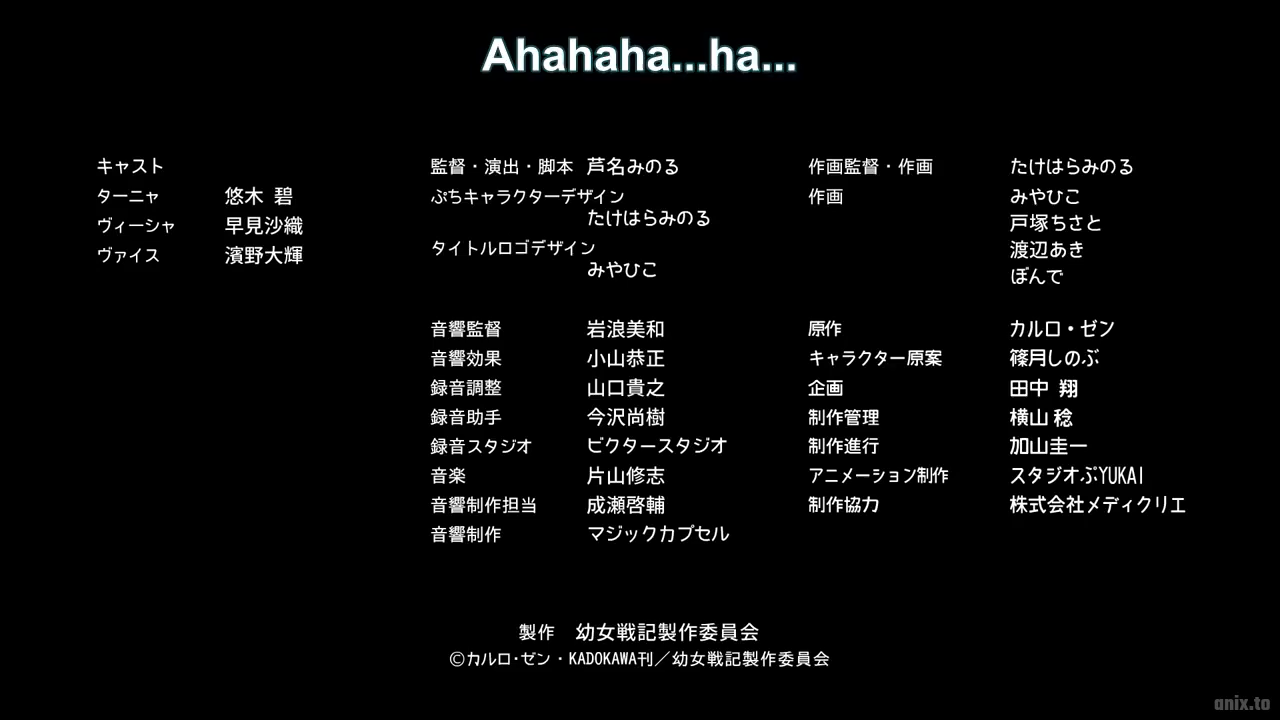 Ahahaha...ha...
キャスト
ターニャ 悠木 碧
ヴィーシャ 早見沙織
ヴァイス 濱野大輝
監督・演出・脚本 芦名みのる
ぷちキャラクターデザイン
たけはらみのる
タイトルロゴデザイン
みやひこ
作画監督・作画 たけはらみのる
作画 みやひこ
戸塚ちさと
渡辺あき
ぼんで
音響監督 岩浪美和
音響効果 小山恭正
録音調整 山口貴之
録音助手 今沢尚樹
録音スタジオ ビクタースタジオ
音楽 片山修志
音響制作担当 成瀬啓輔
音響制作 マジックカプセル
原作 カルロ・ゼン
キャラクター原案 篠月しのぶ
企画 田中 翔
制作管理 横山 稔
制作進行 加山圭一
アニメーション制作 スタジオぷYUKAI
制作協力 株式会社メディクリエ
製作 幼女戦記製作委員会
©カルロ・ゼン・KADOKAWA刊／幼女戦記製作委員会
anix.to